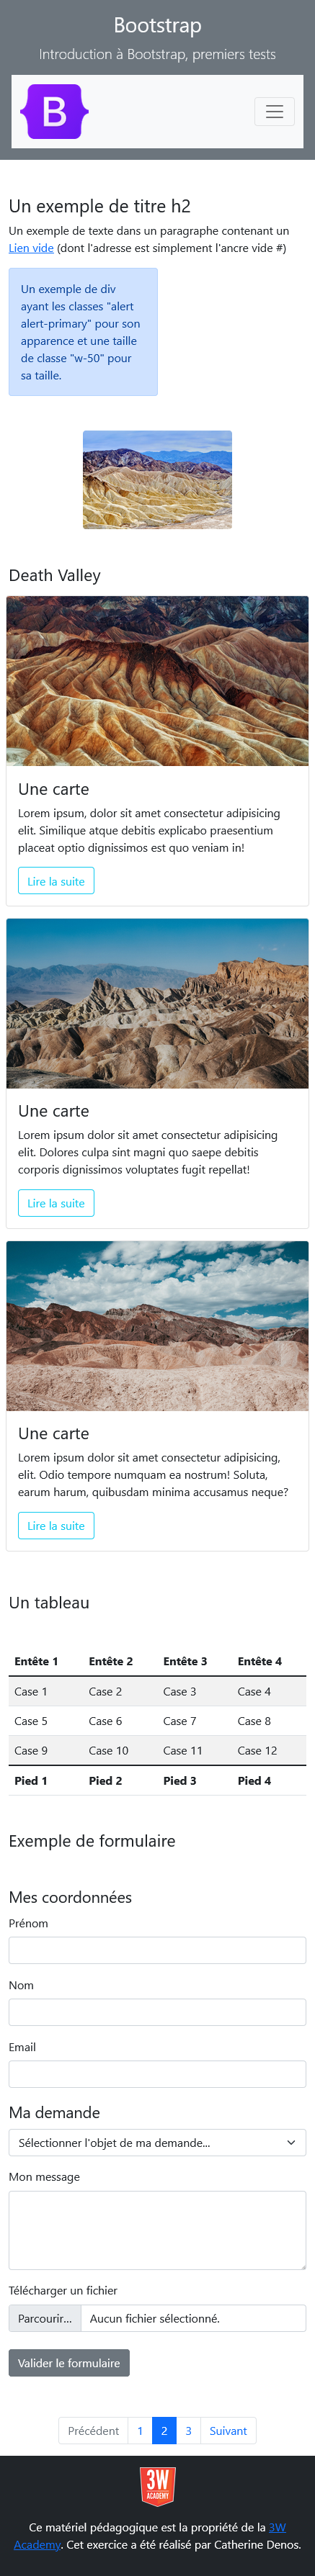 Bootstrap
Introduction à Bootstrap, premiers tests
B
Un exemple de titre h2
Un exemple de texte dans un paragraphe contenant un
Lien vide (dont l'adresse est simplement l'ancre vide #)
Un exemple de div
ayant les classes "alert
alert-primary" pour son
apparence et une taille
de classe "w-50" pour
sa taille.
Death Valley
Une carte
Lorem ipsum, dolor sit amet consectetur adipisicing
elit. Similique atque debitis explicabo praesentium
placeat optio dignissimos est quo veniam in!
Lire la suite
Une carte
Lorem ipsum dolor sit amet consectetur adipisicing
elit. Dolores culpa sint magni quo saepe debitis
corporis dignissimos voluptates fugit repellat!
Lire la suite
Une carte
Lorem ipsum dolor sit amet consectetur adipisicing,
elit. Odio tempore numquam ea nostrum! Soluta,
earum harum, quibusdam minima accusamus neque?
Lire la suite
Un tableau
Entête 1 Entête 2 Entête 3 Entête 4
Case 1 Case 2 Case 3 Case 4
Case 5 Case 6 Case 7 Case 8
Case 9 Case 10 Case 11 Case 12
Pied 1 Pied 2 Pied 3 Pied 4
Exemple de formulaire
Mes coordonnées
Prénom
Nom
Email
Ma demande
Sélectionner l'objet de ma demande...
Mon message
Télécharger un fichier
Parcourir... Aucun fichier sélectionné.
Valider le formulaire
Précédent 1 2 3 Suivant
3W
ACADEMY
Ce matériel pédagogique est la propriété de la 3W
Academy. Cet exercice a été réalisé par Catherine Denos.